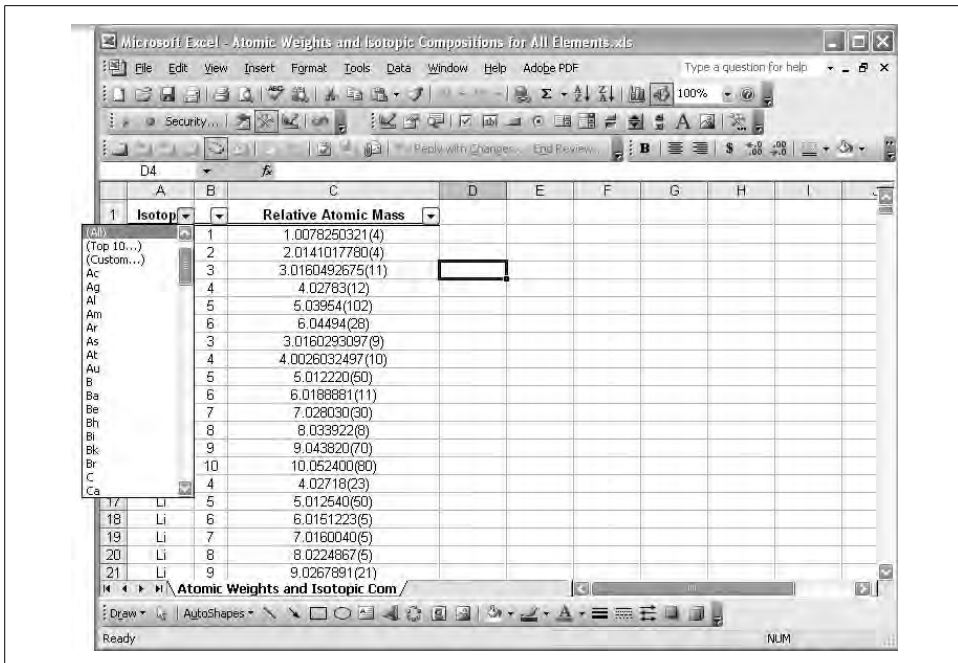 Microsoft Excel - Atomic Weights and Isotopic Compositions for All Elements.xls
File Edit View Insert Format Tools Data Window Help Adobe PDF Type a question for help
100%
Security...
Reply with Changes... End Review...
B $
D4 fx
A B C D E F G H I
1 Isotop Relative Atomic Mass
(All) 1 1.0078250321(4)
(Top 10...) 2 2.0141017780(4)
(Custom...) 3 3.0160492675(11)
Ac
Ag 4 4.02783(12)
Al 5 5.03954(102)
Am
Ar 6 6.04494(28)
As 3 3.0160293097(9)
At 4 4.0026032497(10)
Au
B 5 5.012220(50)
Ba 6 6.0188881(11)
Be 7 7.028030(30)
Bh
Bi 8 8.033922(8)
Bk 9 9.043820(70)
Br 10 10.052400(80)
C
Ca 4 4.02718(23)
17 Li 5 5.012540(50)
18 Li 6 6.0151223(5)
19 Li 7 7.0160040(5)
20 Li 8 8.0224867(5)
21 Li 9 9.0267891(21)
Atomic Weights and Isotopic Com
Draw AutoShapes
Ready NUM